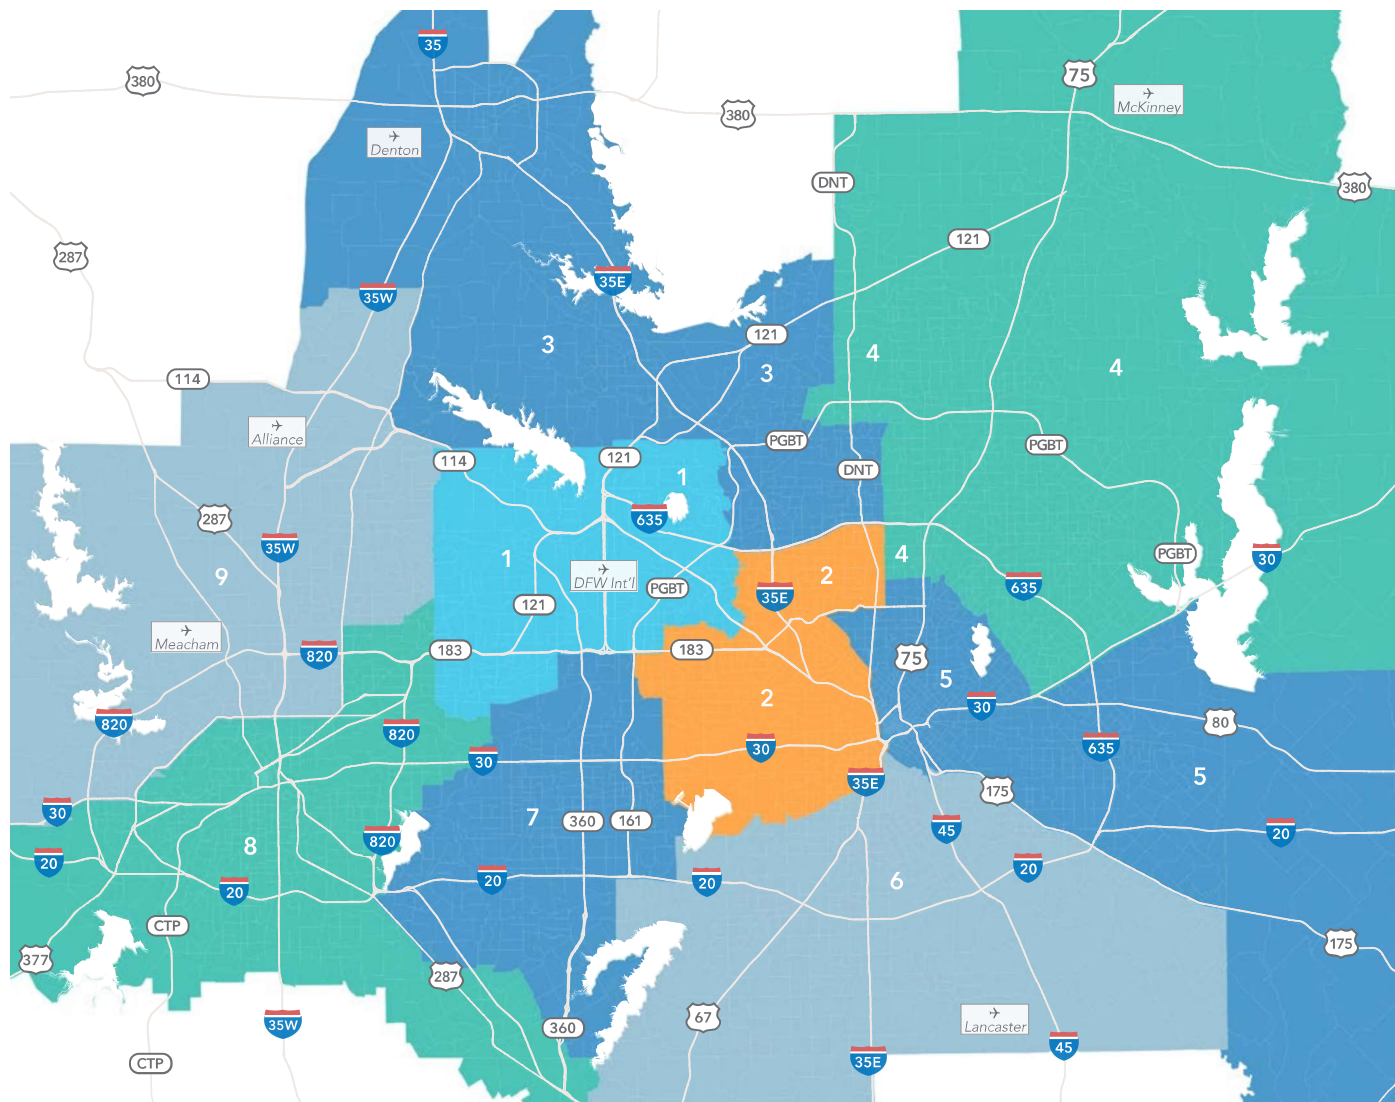 35
75
380
McKinney
380
Denton
DNT
380
121
287
35E
35W
121
3
4
3
4
114
Alliance
PGBT
PGBT
114
121
1
DNT
287
635
35W
PGBT
30
1
4
9
DFW Int'l
2
635
PGBT
35E
121
Meacham
183
183
820
75
5
2
30
820
820
80
30
635
30
5
35E
175
30
7
360
161
45
20
820
8
20
20
20
20
6
20
CTP
175
377
287
67
Lancaster
35W
360
45
CTP
35E